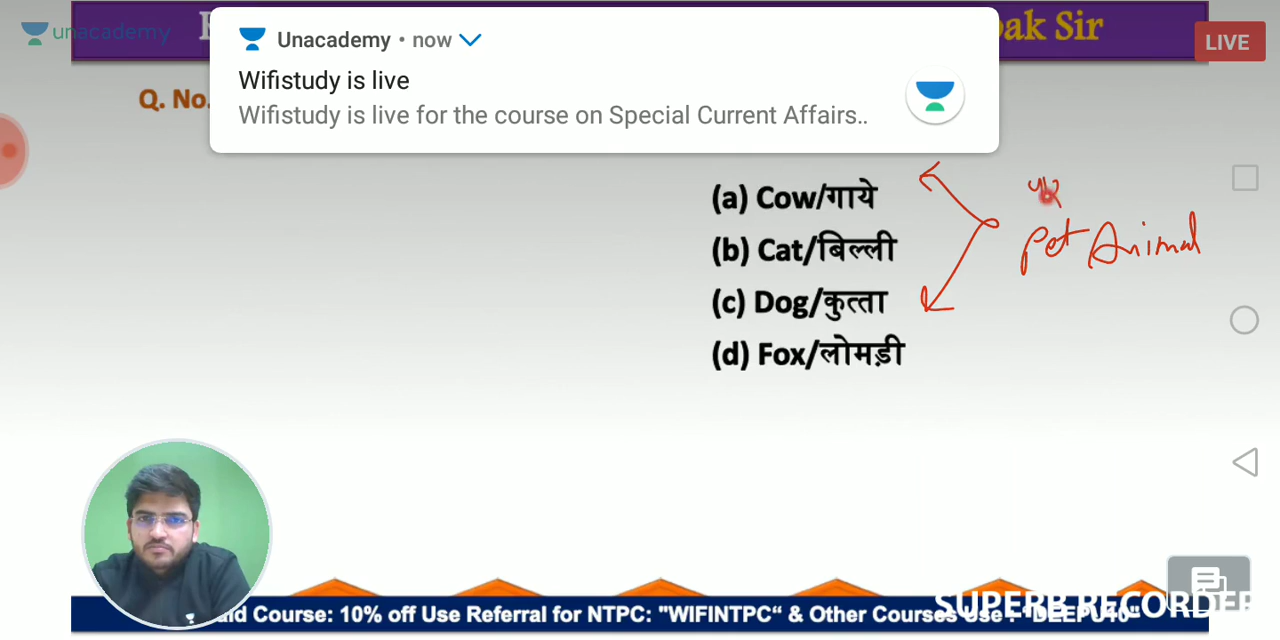 unacademy
Unacademy • now
Wifistudy is live
Wifistudy is live for the course on Special Current Affairs..
Sir
LIVE
Q. No.
(a) Cow/गाये
(b) Cat/बिल्ली
(c) Dog/कुत्ता
(d) Fox/लोमड़ी
Pet Animal
Course: 10% off Use Referral for NTPC: "WIFINTPC“ & Other Courses Use : "DEEPU10"
SUPERB RECORDER